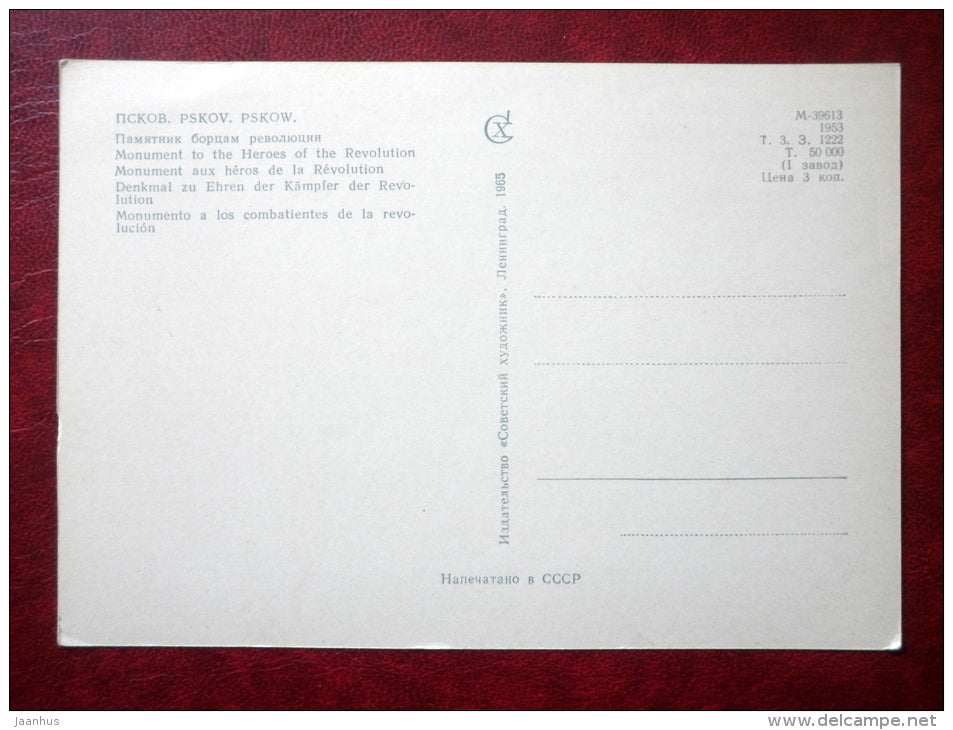 ПСКОВ. PSKOV. PSKOW.
Памятник борцам революции
Monument to the Heroes of the Revolution
Monument aux héros de la Révolution
Denkmal zu Ehren der Kämpfer der Revo-
lution
Monumento a los combatientes de la revo-
lución
СХ
М-39613
1953
Т. 3. Э. 1222
Т. 50 000
(I завод)
Цена 3 коп.
Издательство «Советский художник». Ленинград. 1965
Напечатано в СССР
Jaanhus
www.delcampe.net